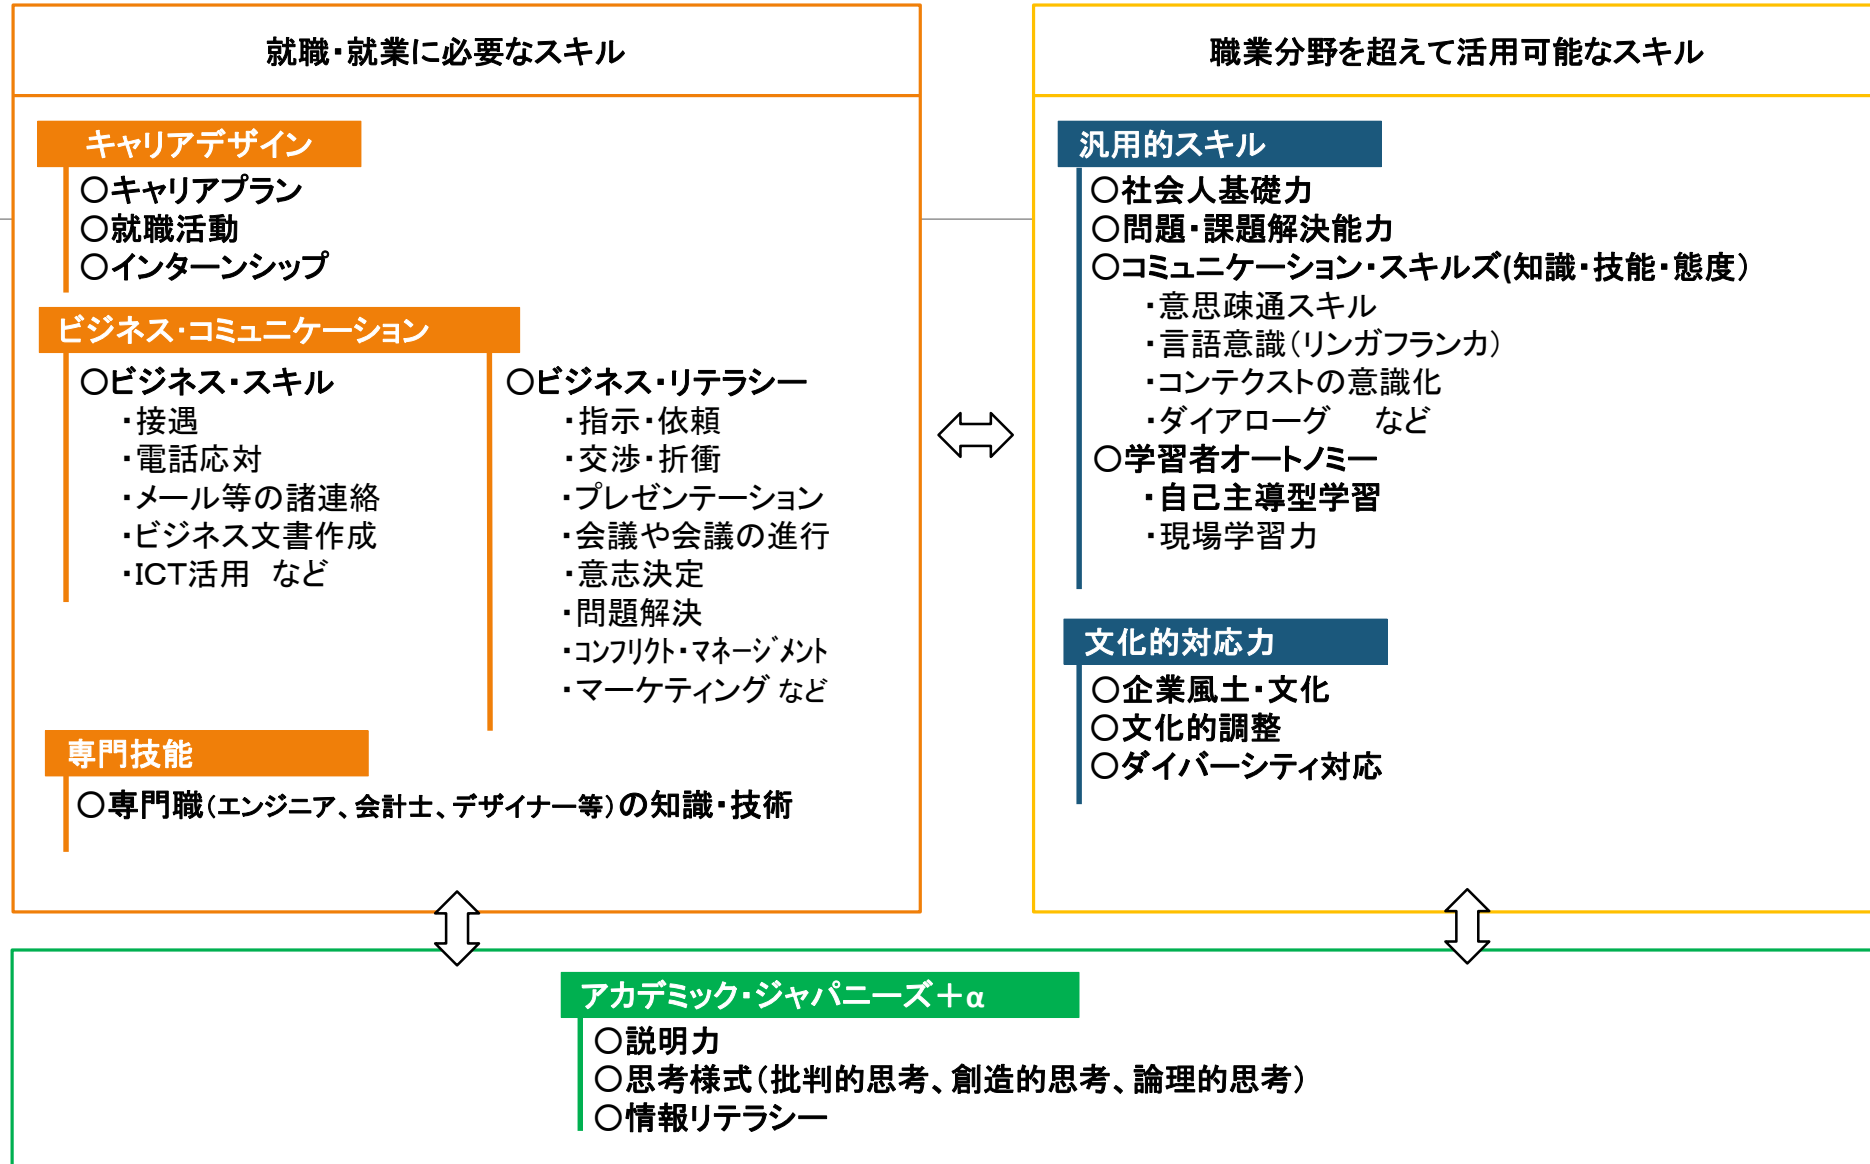 就職・就業に必要なスキル
キャリアデザイン
○キャリアプラン
○就職活動
○インターンシップ
ビジネス・コミュニケーション
○ビジネス・スキル
・接遇
・電話応対
・メール等の諸連絡
・ビジネス文書作成
・ICT活用　など
○ビジネス・リテラシー
・指示・依頼
・交渉・折衝
・プレゼンテーション
・会議や会議の進行
・意志決定
・問題解決
・コンフリクト・マネージメント
・マーケティング など
専門技能
○専門職(エンジニア、会計士、デザイナー等)の知識・技術
職業分野を超えて活用可能なスキル
汎用的スキル
○社会人基礎力
○問題・課題解決能力
○コミュニケーション・スキルズ(知識・技能・態度)
・意思疎通スキル
・言語意識(リンガフランカ)
・コンテクストの意識化
・ダイアローグ　など
○学習者オートノミー
・自己主導型学習
・現場学習力
文化的対応力
○企業風土・文化
○文化的調整
○ダイバーシティ対応
アカデミック・ジャパニーズ＋α
○説明力
○思考様式(批判的思考、創造的思考、論理的思考)
○情報リテラシー